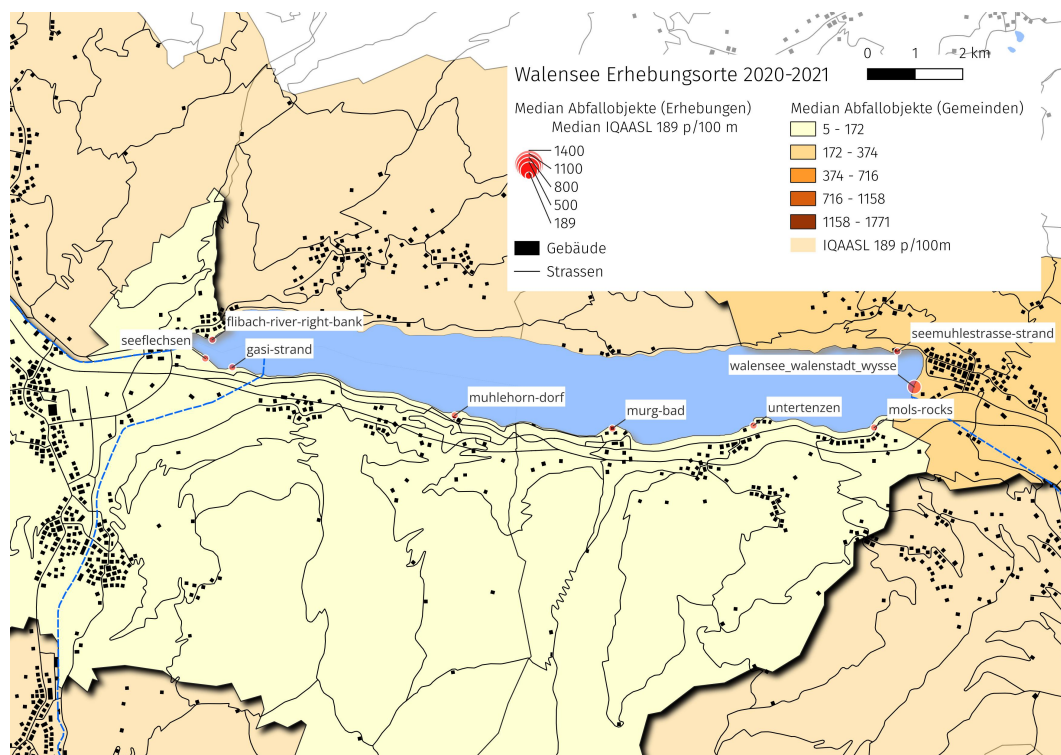 0 1 2 km
Walensee Erhebungsorte 2020-2021
Median Abfallobjekte (Erhebungen)
Median IQAASL 189 p/100 m
1400
1100
800
500
189
Gebäude
Strassen
Median Abfallobjekte (Gemeinden)
5 - 172
172 - 374
374 - 716
716 - 1158
1158 - 1771
IQAASL 189 p/100m
flibach-river-right-bank
seeflechsen
gasi-strand
seemuhlestrasse-strand
walensee_walenstadt_wysse
muhlehorn-dorf
murg-bad
untertenzen
mols-rocks